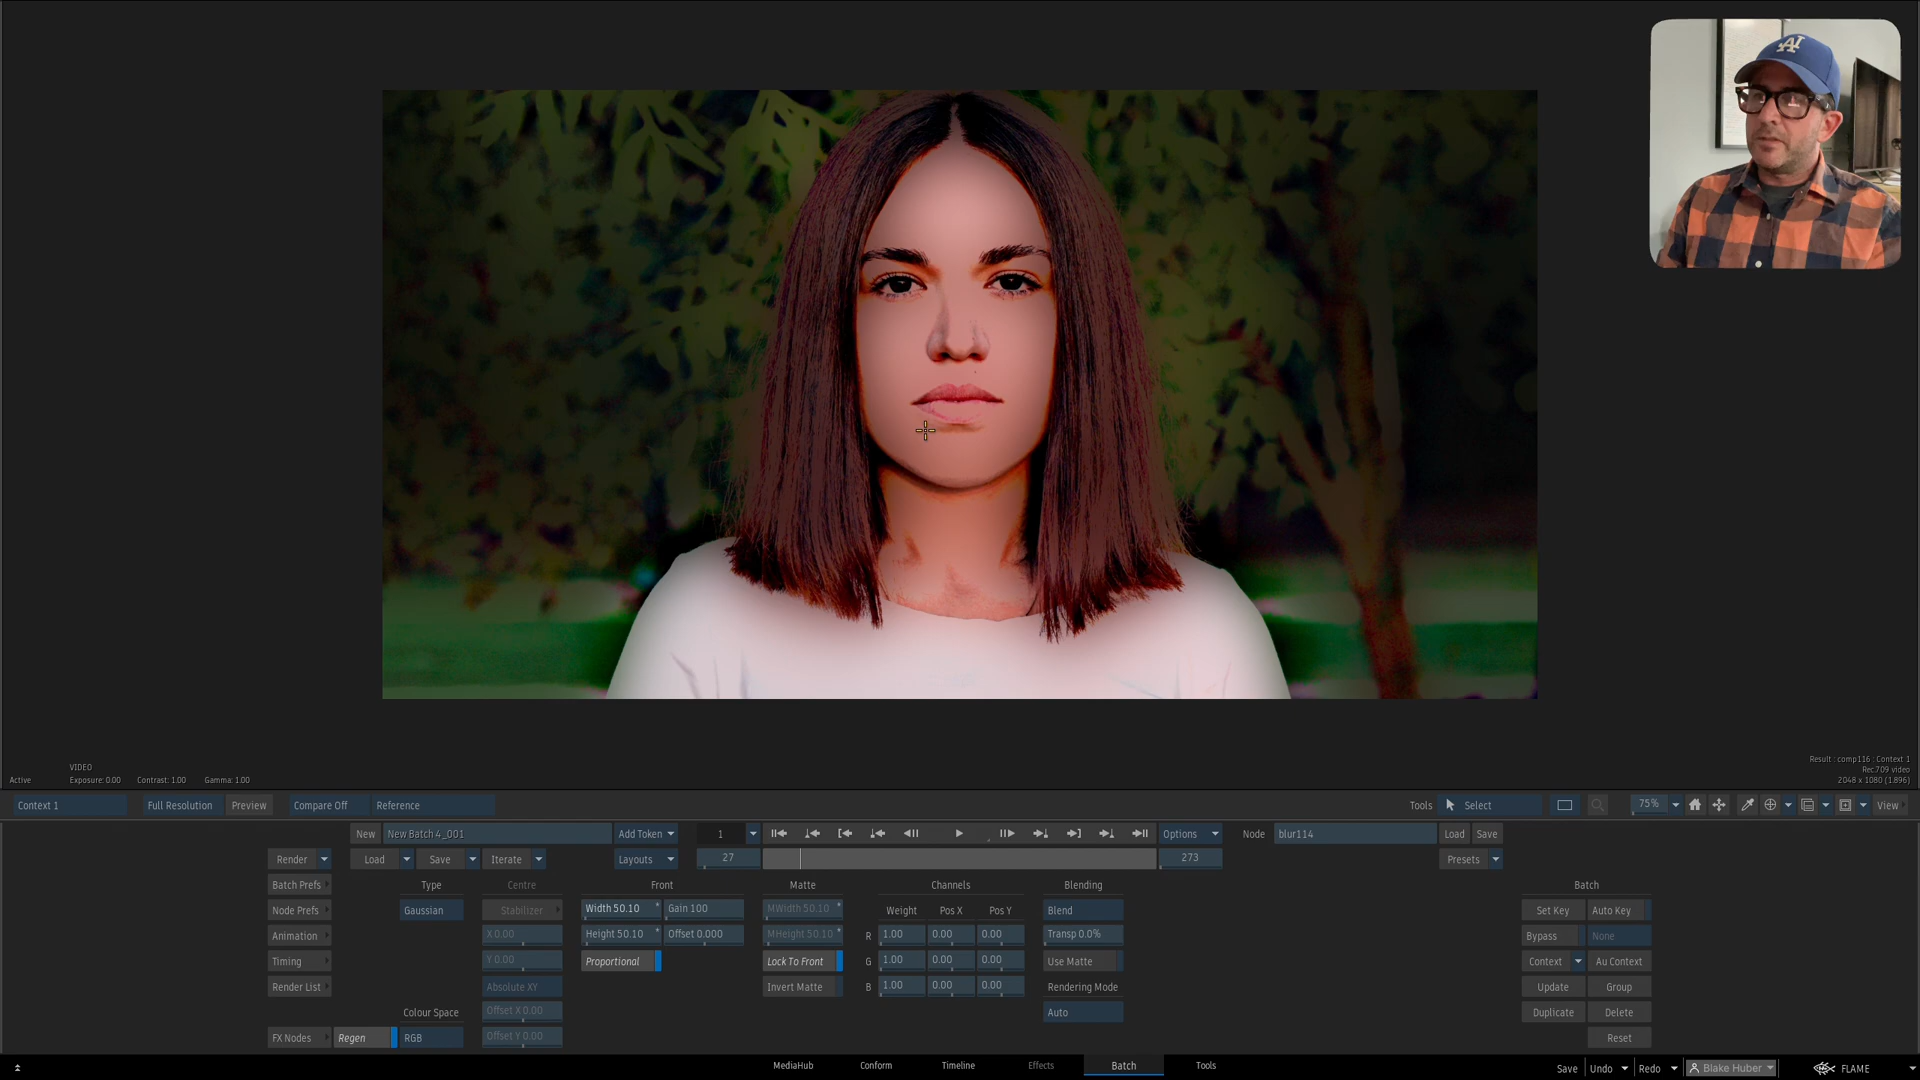 VIDEO
Active
Exposure: 0.00
Contrast: 1.00
Gamma: 1.00
Result : comp116 : Context 1
Rec.709 video
2048 x 1080 (1.896)
Context 1
Full Resolution
Preview
Compare Off
Reference
Tools
Select
75%
View
New
New Batch 4_001
Add Token
1
Options
Node
blur114
Load
Save
Render
Load
Save
Iterate
Layouts
27
273
Presets
Batch Prefs
Type
Centre
Front
Matte
Channels
Blending
Batch
Node Prefs
Gaussian
Stabilizer
Width 50.10
Gain 100
MWidth 50.10
Weight
Pos X
Pos Y
Blend
Set Key
Auto Key
Animation
X 0.00
Height 50.10
Offset 0.000
MHeight 50.10
R
1.00
0.00
0.00
Transp 0.0%
Bypass
None
Timing
Y 0.00
Proportional
Lock To Front
G
1.00
0.00
0.00
Use Matte
Context
Au Context
Render List
Absolute XY
Invert Matte
B
1.00
0.00
0.00
Rendering Mode
Update
Group
Colour Space
Offset X 0.00
Auto
Duplicate
Delete
FX Nodes
Regen
RGB
Offset Y 0.00
Reset
MediaHub
Conform
Timeline
Effects
Batch
Tools
Save
Undo
Redo
Blake Huber
FLAME